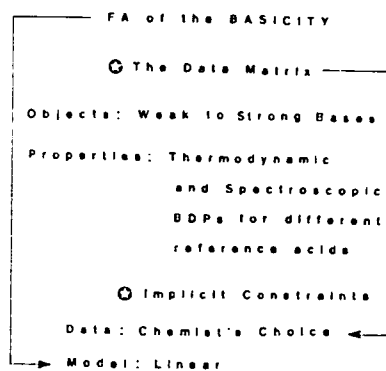 FA of the BASICITY
✪ The Data Matrix
Objects: Weak to Strong Bases
Properties: Thermodynamic
and Spectroscopic
BDPs for different
reference acids
✪ Implicit Constraints
Data: Chemist's Choice
Model: Linear